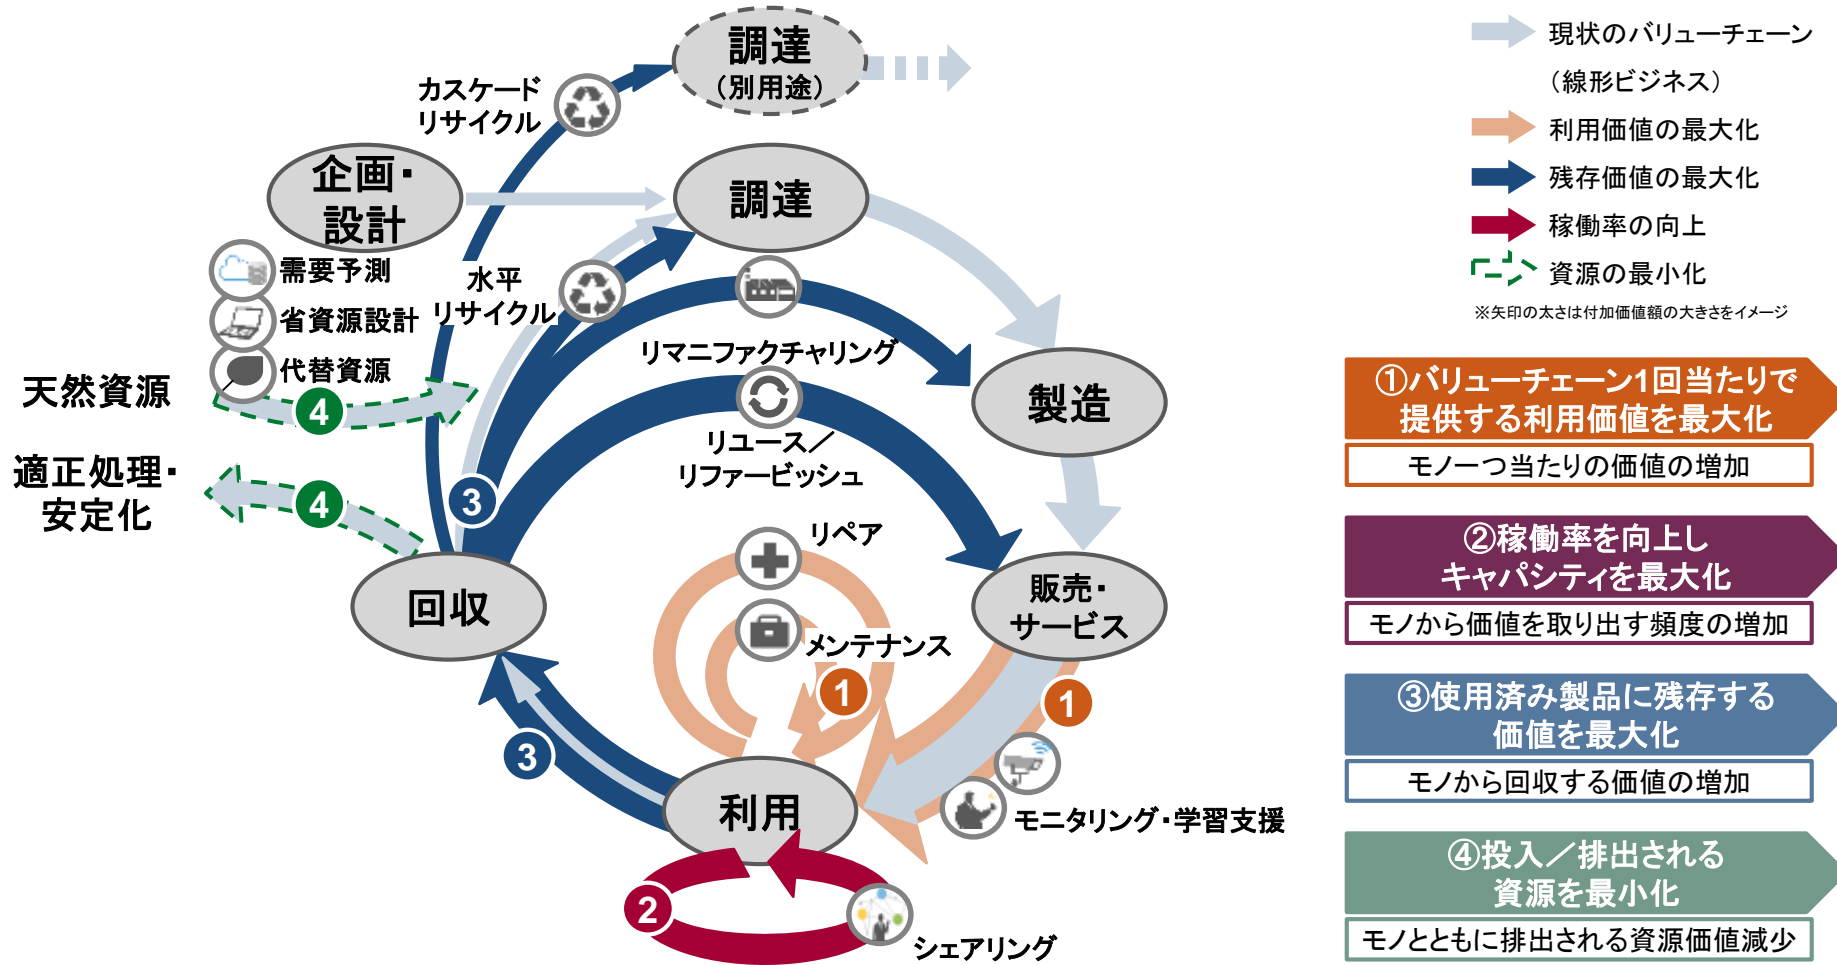 調達
（別用途）
カスケード
リサイクル
企画・
設計
調達
需要予測
省資源設計
代替資源
水平
リサイクル
天然資源
4
適正処理・
安定化
4
リマニファクチャリング
製造
リユース／
リファービッシュ
3
リペア
回収
販売・
サービス
メンテナンス
1
1
3
利用
モニタリング・学習支援
2
シェアリング
現状のバリューチェーン
（線形ビジネス）
利用価値の最大化
残存価値の最大化
稼働率の向上
資源の最小化
※矢印の太さは付加価値額の大きさをイメージ
①バリューチェーン1回当たりで
提供する利用価値を最大化
モノ一つ当たりの価値の増加
②稼働率を向上し
キャパシティを最大化
モノから価値を取り出す頻度の増加
③使用済み製品に残存する
価値を最大化
モノから回収する価値の増加
④投入／排出される
資源を最小化
モノとともに排出される資源価値減少